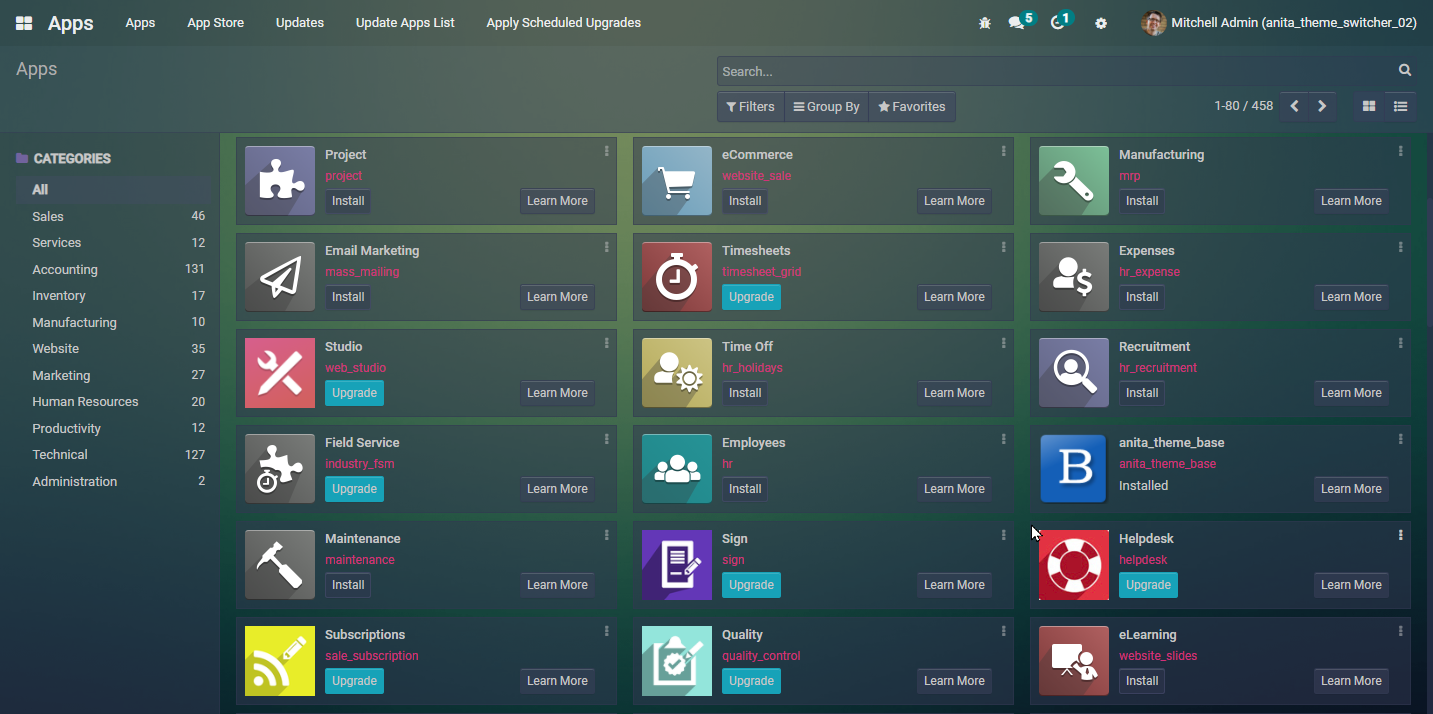 Apps Apps App Store Updates Update Apps List Apply Scheduled Upgrades 5 1 Mitchell Admin (anita_theme_switcher_02)
Apps
Search...
Filters Group By Favorites 1-80 / 458
CATEGORIES
All
Sales 46
Services 12
Accounting 131
Inventory 17
Manufacturing 10
Website 35
Marketing 27
Human Resources 20
Productivity 12
Technical 127
Administration 2
Project
project
Install Learn More
eCommerce
website_sale
Install Learn More
Manufacturing
mrp
Install Learn More
Email Marketing
mass_mailing
Install Learn More
Timesheets
timesheet_grid
Upgrade Learn More
Expenses
hr_expense
Install Learn More
Studio
web_studio
Upgrade Learn More
Time Off
hr_holidays
Install Learn More
Recruitment
hr_recruitment
Install Learn More
Field Service
industry_fsm
Upgrade Learn More
Employees
hr
Install Learn More
B
anita_theme_base
anita_theme_base
Installed Learn More
Maintenance
maintenance
Install Learn More
Sign
sign
Upgrade Learn More
Helpdesk
helpdesk
Upgrade Learn More
Subscriptions
sale_subscription
Upgrade Learn More
Quality
quality_control
Upgrade Learn More
eLearning
website_slides
Install Learn More